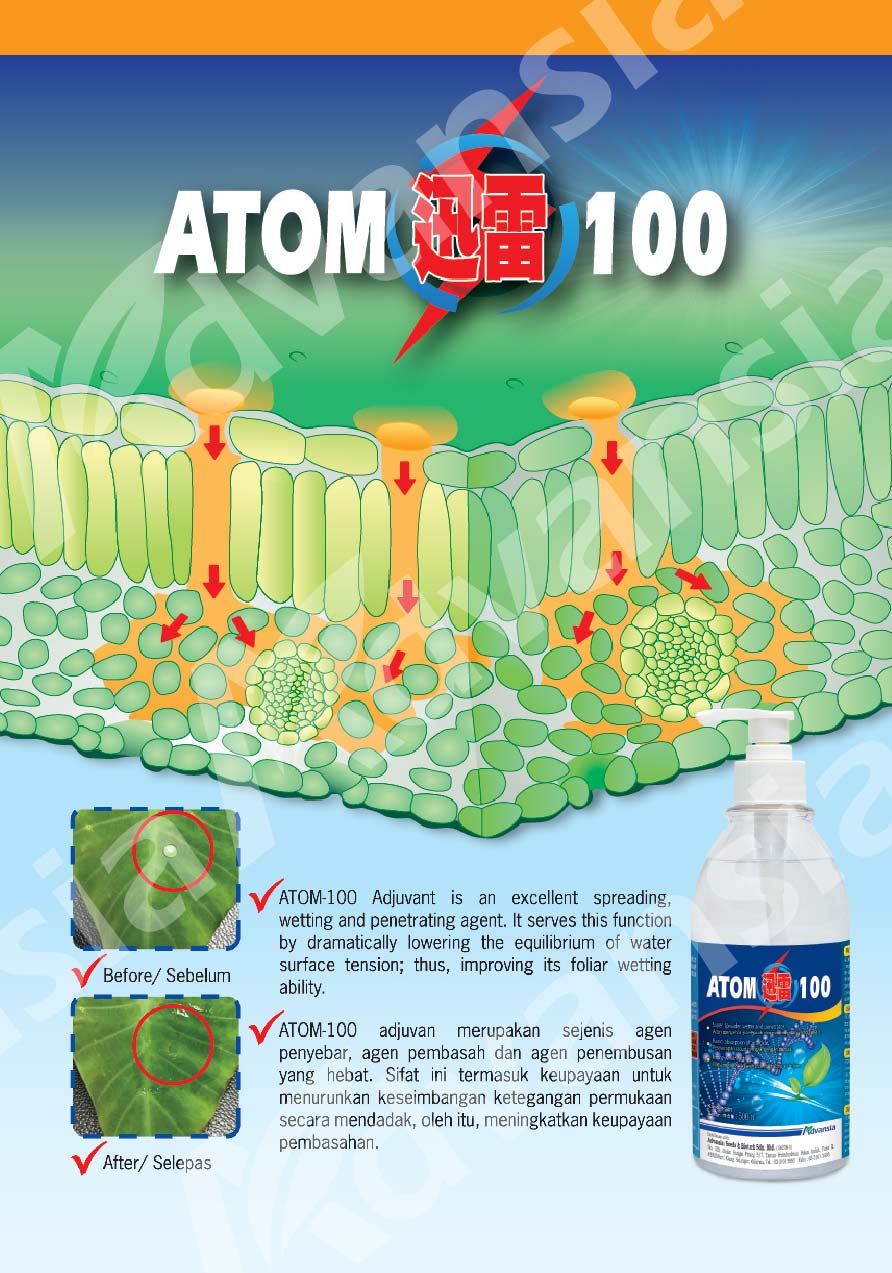 ATOM 迅雷 100
Before/ Sebelum
After/ Selepas
ATOM-100 Adjuvant is an excellent spreading,
wetting and penetrating agent. It serves this function
by dramatically lowering the equilibrium of water
surface tension; thus, improving its foliar wetting
ability.
ATOM-100 adjuvan merupakan sejenis agen
penyebar, agen pembasah dan agen penembusan
yang hebat. Sifat ini termasuk keupayaan untuk
menurunkan keseimbangan ketegangan permukaan
secara mendadak, oleh itu, meningkatkan keupayaan
pembasahan.
ATOM 迅雷 100
Advansia
Advansia
Advansia